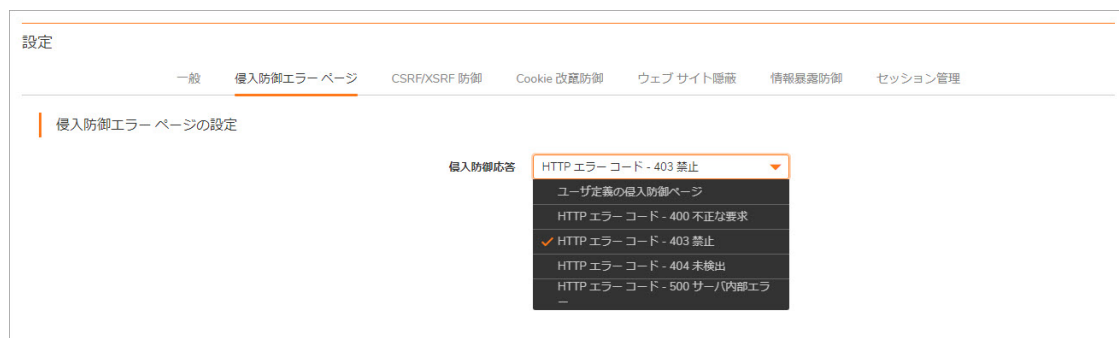 設定
一般 侵入防御エラー ページ CSRF/XSRF 防御 Cookie 改竄防御 ウェブ サイト隠蔽 情報暴露防御 セッション管理
侵入防御エラー ページの設定
侵入防御応答 HTTP エラー コード - 403 禁止
ユーザ定義の侵入防御ページ
HTTP エラー コード - 400 不正な要求
HTTP エラー コード - 403 禁止
HTTP エラー コード - 404 未検出
HTTP エラー コード - 500 サーバ内部エラ
ー